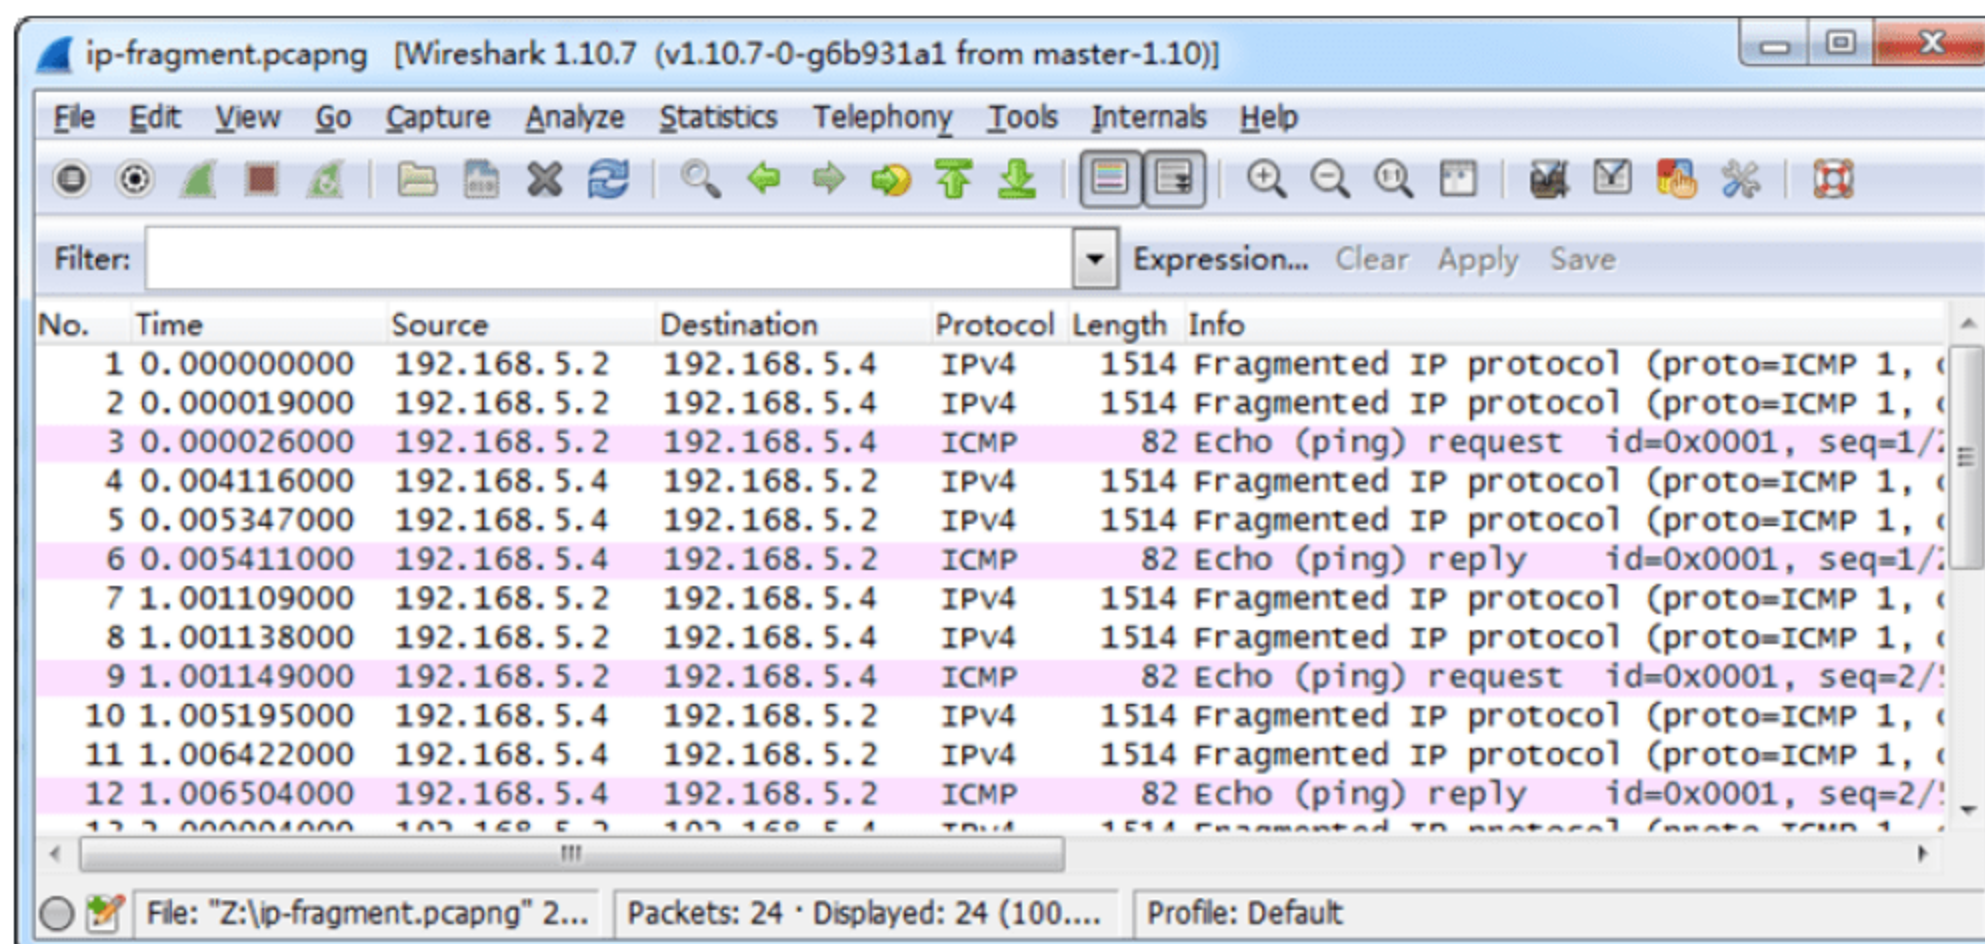 ip-fragment.pcapng [Wireshark 1.10.7 (v1.10.7-0-g6b931a1 from master-1.10)]
File Edit View Go Capture Analyze Statistics Telephony Tools Internals Help
Filter: Expression... Clear Apply Save
No. Time Source Destination Protocol Length Info
1 0.000000000 192.168.5.2 192.168.5.4 IPv4 1514 Fragmented IP protocol (proto=ICMP 1,
2 0.000019000 192.168.5.2 192.168.5.4 IPv4 1514 Fragmented IP protocol (proto=ICMP 1,
3 0.000026000 192.168.5.2 192.168.5.4 ICMP 82 Echo (ping) request id=0x0001, seq=1/
4 0.004116000 192.168.5.4 192.168.5.2 IPv4 1514 Fragmented IP protocol (proto=ICMP 1,
5 0.005347000 192.168.5.4 192.168.5.2 IPv4 1514 Fragmented IP protocol (proto=ICMP 1,
6 0.005411000 192.168.5.4 192.168.5.2 ICMP 82 Echo (ping) reply id=0x0001, seq=1/
7 1.001109000 192.168.5.2 192.168.5.4 IPv4 1514 Fragmented IP protocol (proto=ICMP 1,
8 1.001138000 192.168.5.2 192.168.5.4 IPv4 1514 Fragmented IP protocol (proto=ICMP 1,
9 1.001149000 192.168.5.2 192.168.5.4 ICMP 82 Echo (ping) request id=0x0001, seq=2/
10 1.005195000 192.168.5.4 192.168.5.2 IPv4 1514 Fragmented IP protocol (proto=ICMP 1,
11 1.006422000 192.168.5.4 192.168.5.2 IPv4 1514 Fragmented IP protocol (proto=ICMP 1,
12 1.006504000 192.168.5.4 192.168.5.2 ICMP 82 Echo (ping) reply id=0x0001, seq=2/
File: "Z:\ip-fragment.pcapng" 2... Packets: 24 · Displayed: 24 (100.... Profile: Default